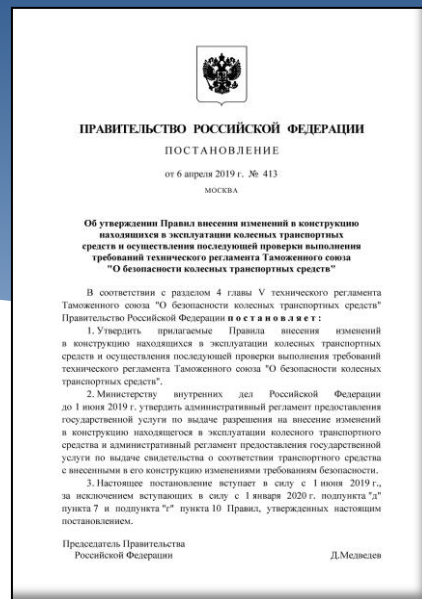 ПРАВИТЕЛЬСТВО РОССИЙСКОЙ ФЕДЕРАЦИИ
ПОСТАНОВЛЕНИЕ
от 6 апреля 2019 г. № 413
МОСКВА
Об утверждении Правил внесения изменений в конструкцию
находящихся в эксплуатации колесных транспортных
средств и осуществления последующей проверки выполнения
требований технического регламента Таможенного союза
"О безопасности колесных транспортных средств"
В соответствии с разделом 4 главы V технического регламента
Таможенного союза "О безопасности колесных транспортных средств"
Правительство Российской Федерации постановляет:
1. Утвердить прилагаемые Правила внесения изменений
в конструкцию находящихся в эксплуатации колесных транспортных
средств и осуществления последующей проверки выполнения требований
технического регламента Таможенного союза "О безопасности колесных
транспортных средств".
2. Министерству внутренних дел Российской Федерации
до 1 июня 2019 г. утвердить административный регламент предоставления
государственной услуги по выдаче разрешения на внесение изменений
в конструкцию находящегося в эксплуатации колесного транспортного
средства и административный регламент предоставления государственной
услуги по выдаче свидетельства о соответствии транспортного средства
с внесенными в его конструкцию изменениями требованиям безопасности.
3. Настоящее постановление вступает в силу с 1 июня 2019 г.,
за исключением вступающих в силу с 1 января 2020 г. подпункта "д"
пункта 7 и подпункта "г" пункта 10 Правил, утвержденных настоящим
постановлением.
Председатель Правительства
Российской Федерации Д.Медведев